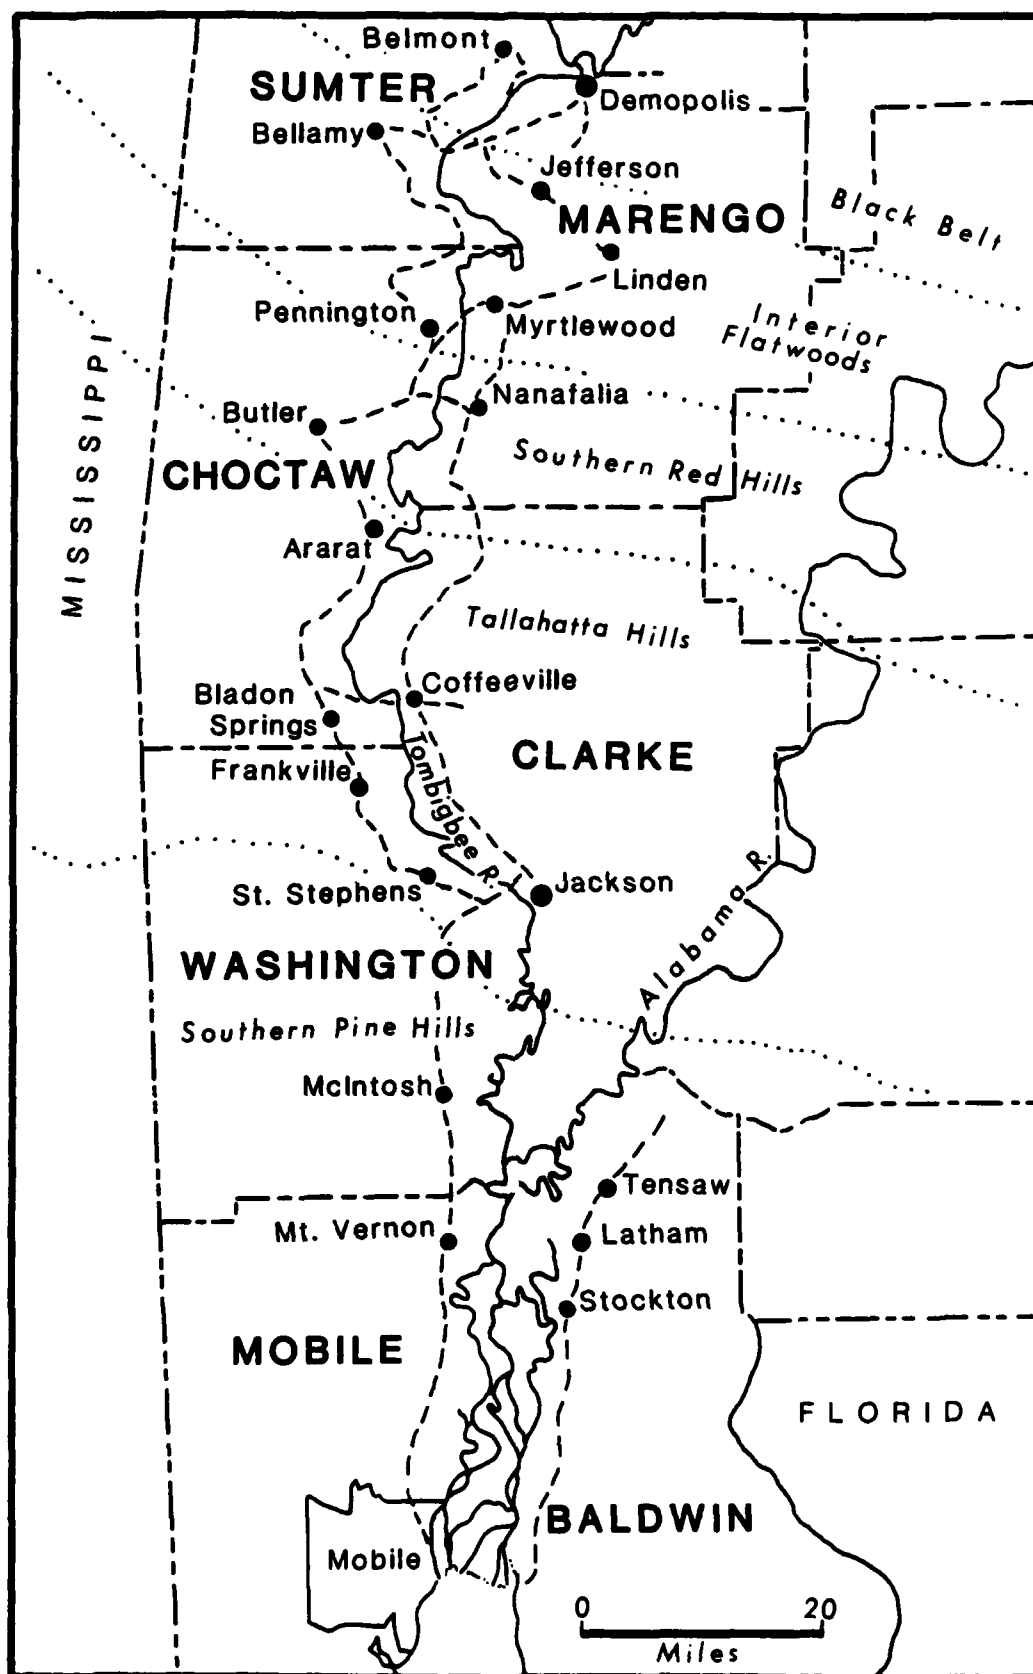 Belmont
SUMTER
Demopolis
Bellamy
Jefferson
Black Belt
MARENGO
Linden
Pennington
Myrtlewood
Interior
Flatwoods
MISSISSIPPI
Nanafalia
Butler
Southern Red Hills
CHOCTAW
Ararat
Tallahatta Hills
Coffeeville
Bladon
Springs
CLARKE
Frankville
Tombigbee R.
St. Stephens
Jackson
Alabama R.
WASHINGTON
Southern Pine Hills
McIntosh
Tensaw
Mt. Vernon
Latham
Stockton
MOBILE
FLORIDA
BALDWIN
Mobile
0 20
Miles